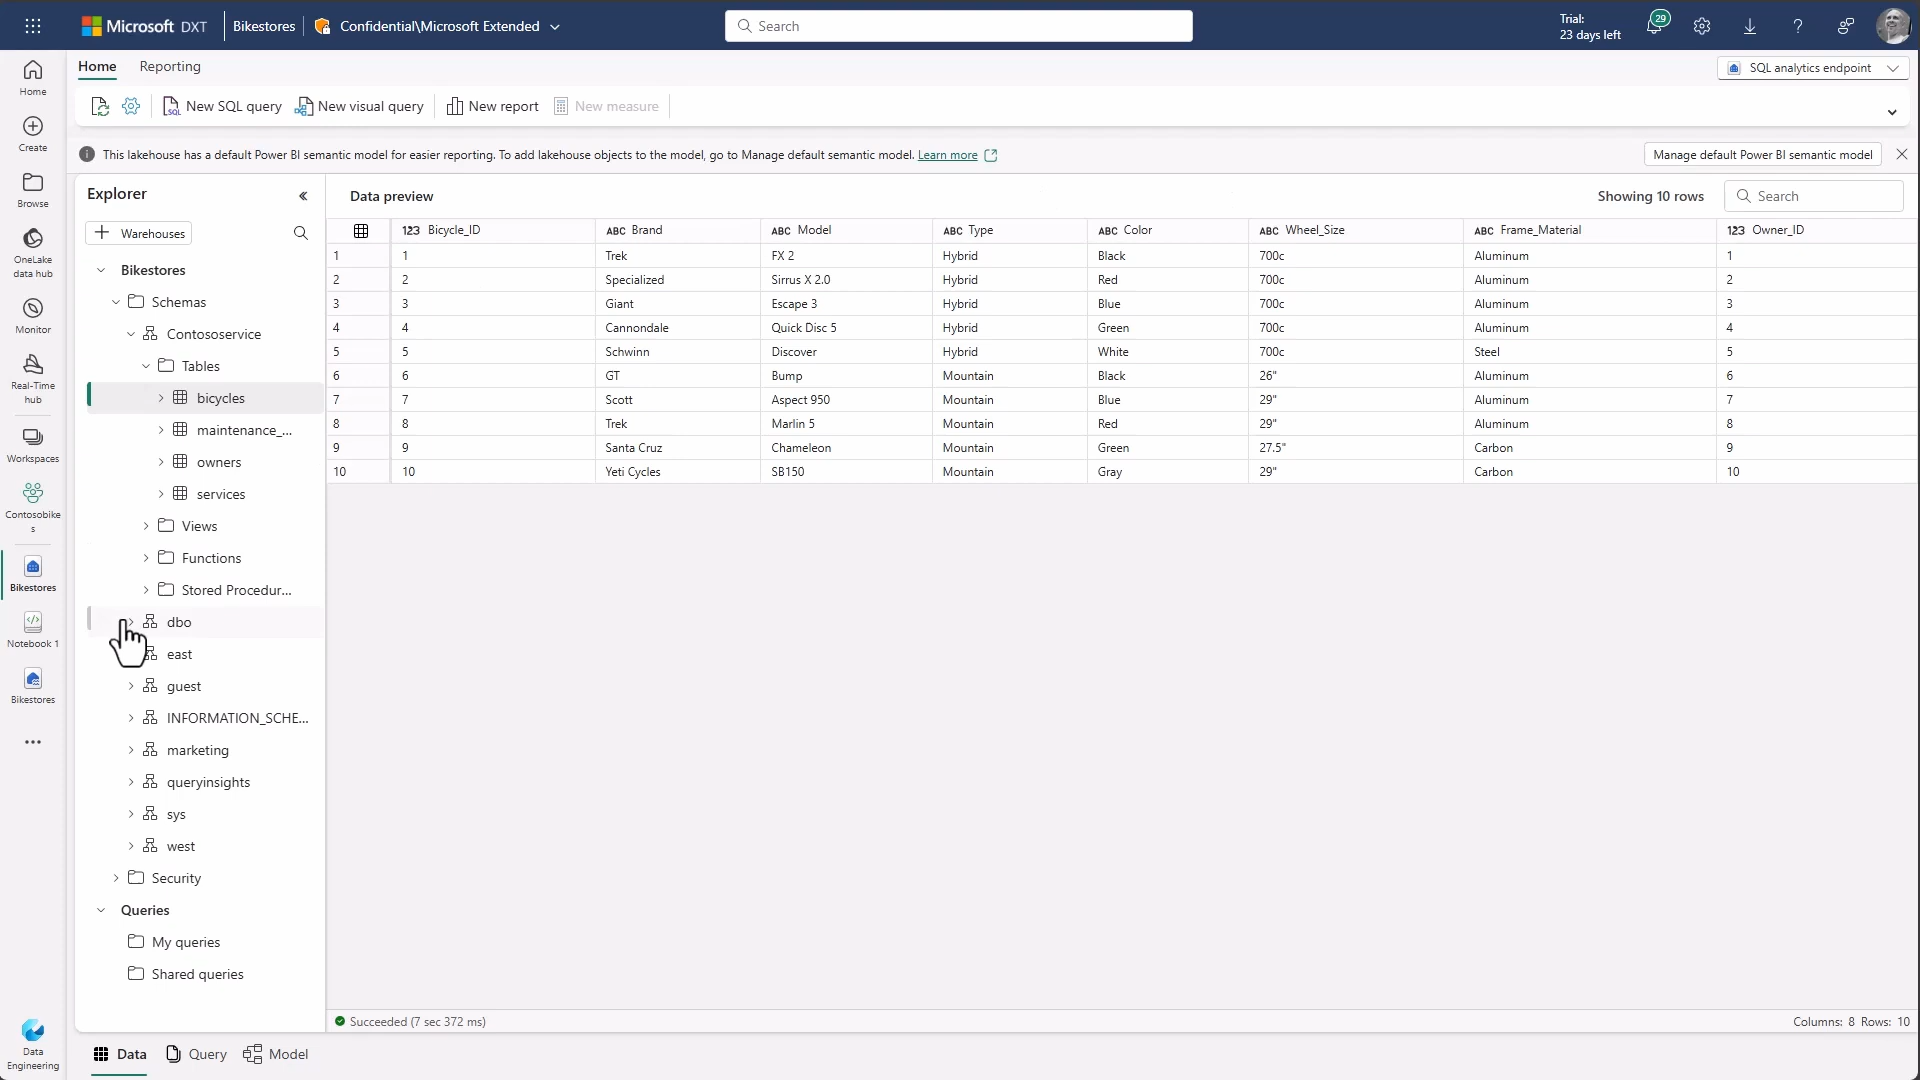 Microsoft DXT Bikestores Confidential\Microsoft Extended
Search
Trial:
23 days left
29
?
Home Reporting
SQL analytics endpoint
New SQL query New visual query New report New measure
This lakehouse has a default Power BI semantic model for easier reporting. To add lakehouse objects to the model, go to Manage default semantic model. Learn more
Manage default Power BI semantic model
Home
Create
Browse
OneLake
data hub
Monitor
Real-Time
hub
Workspaces
Contosobike
s
Bikestores
Notebook 1
Bikestores
Data
Engineering
Explorer
Warehouses
Bikestores
Schemas
Contososervice
Tables
bicycles
maintenance_...
owners
services
Views
Functions
Stored Procedur...
dbo
east
guest
INFORMATION_SCHE...
marketing
queryinsights
sys
west
Security
Queries
My queries
Shared queries
Data preview
Showing 10 rows
Search
123 Bicycle_ID ABC Brand ABC Model ABC Type ABC Color ABC Wheel_Size ABC Frame_Material 123 Owner_ID
1 1 Trek FX 2 Hybrid Black 700c Aluminum 1
2 2 Specialized Sirrus X 2.0 Hybrid Red 700c Aluminum 2
3 3 Giant Escape 3 Hybrid Blue 700c Aluminum 3
4 4 Cannondale Quick Disc 5 Hybrid Green 700c Aluminum 4
5 5 Schwinn Discover Hybrid White 700c Steel 5
6 6 GT Bump Mountain Black 26" Aluminum 6
7 7 Scott Aspect 950 Mountain Blue 29" Aluminum 7
8 8 Trek Marlin 5 Mountain Red 29" Aluminum 8
9 9 Santa Cruz Chameleon Mountain Green 27.5" Carbon 9
10 10 Yeti Cycles SB150 Mountain Gray 29" Carbon 10
Succeeded (7 sec 372 ms)
Columns: 8 Rows: 10
Data Query Model